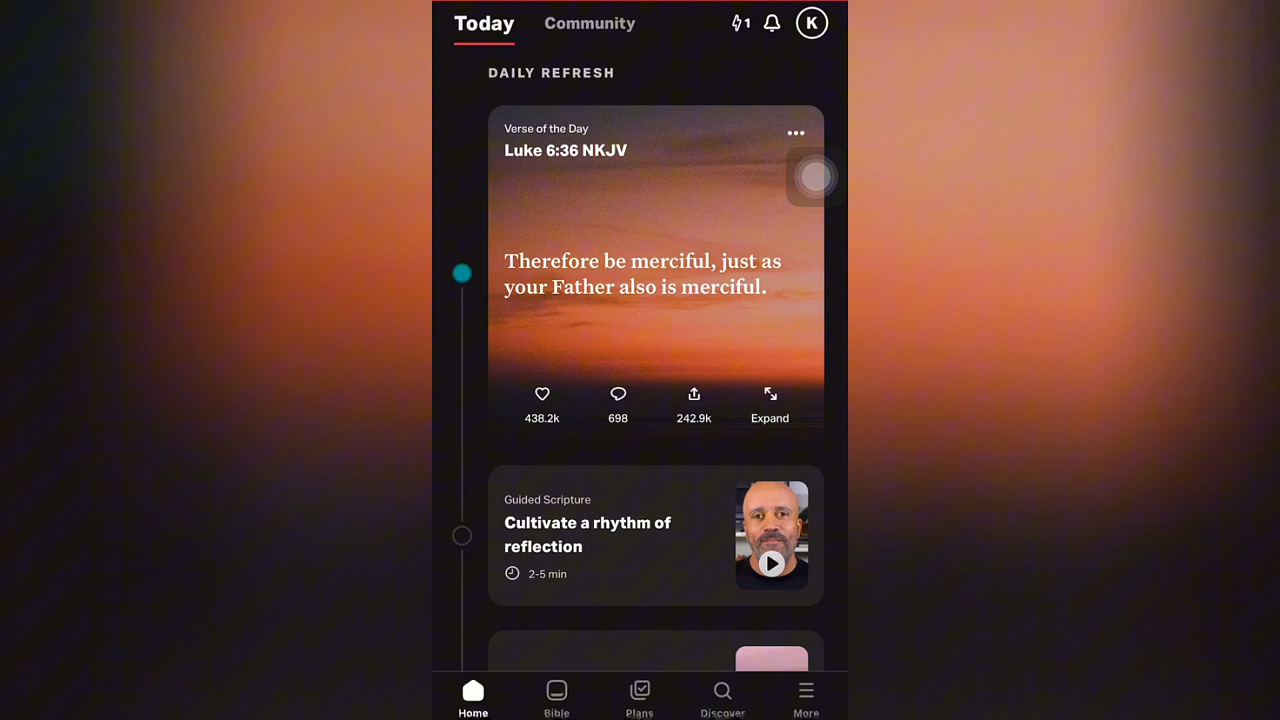 Today Community 1 K
DAILY REFRESH
Verse of the Day
Luke 6:36 NKJV
Therefore be merciful, just as
your Father also is merciful.
438.2k 698 242.9k Expand
Guided Scripture
Cultivate a rhythm of
reflection
2-5 min
Home Bible Plans Discover More